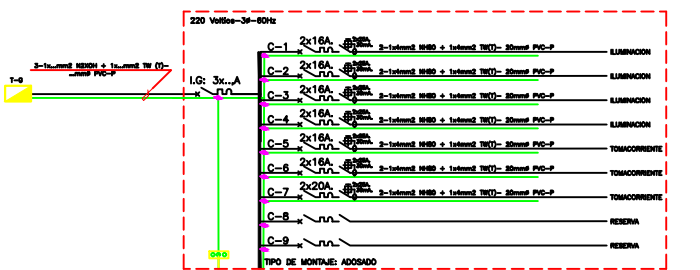 220 Voltios-3ø-60Hz
3-1x...mm2 N2XOH + 1x...mm2 TW (T)-
...mmø PVC-P
T-G
I.G: 3x..,A
C-1 2x16A. 2-1x4mm2 NH80 + 1x4mm2 TW(T)- 20mmø PVC-P ILUMINACION
C-2 2x16A. 2-1x4mm2 NH80 + 1x4mm2 TW(T)- 20mmø PVC-P ILUMINACION
C-3 2x16A. 2-1x4mm2 NH80 + 1x4mm2 TW(T)- 20mmø PVC-P ILUMINACION
C-4 2x16A. 2-1x4mm2 NH80 + 1x4mm2 TW(T)- 20mmø PVC-P ILUMINACION
C-5 2x16A. 2-1x4mm2 NH80 + 1x4mm2 TW(T)- 20mmø PVC-P TOMACORRIENTE
C-6 2x16A. 2-1x4mm2 NH80 + 1x4mm2 TW(T)- 20mmø PVC-P TOMACORRIENTE
C-7 2x20A. 2-1x4mm2 NH80 + 1x4mm2 TW(T)- 20mmø PVC-P TOMACORRIENTE
C-8 RESERVA
C-9 RESERVA
TIPO DE MONTAJE: ADOSADO